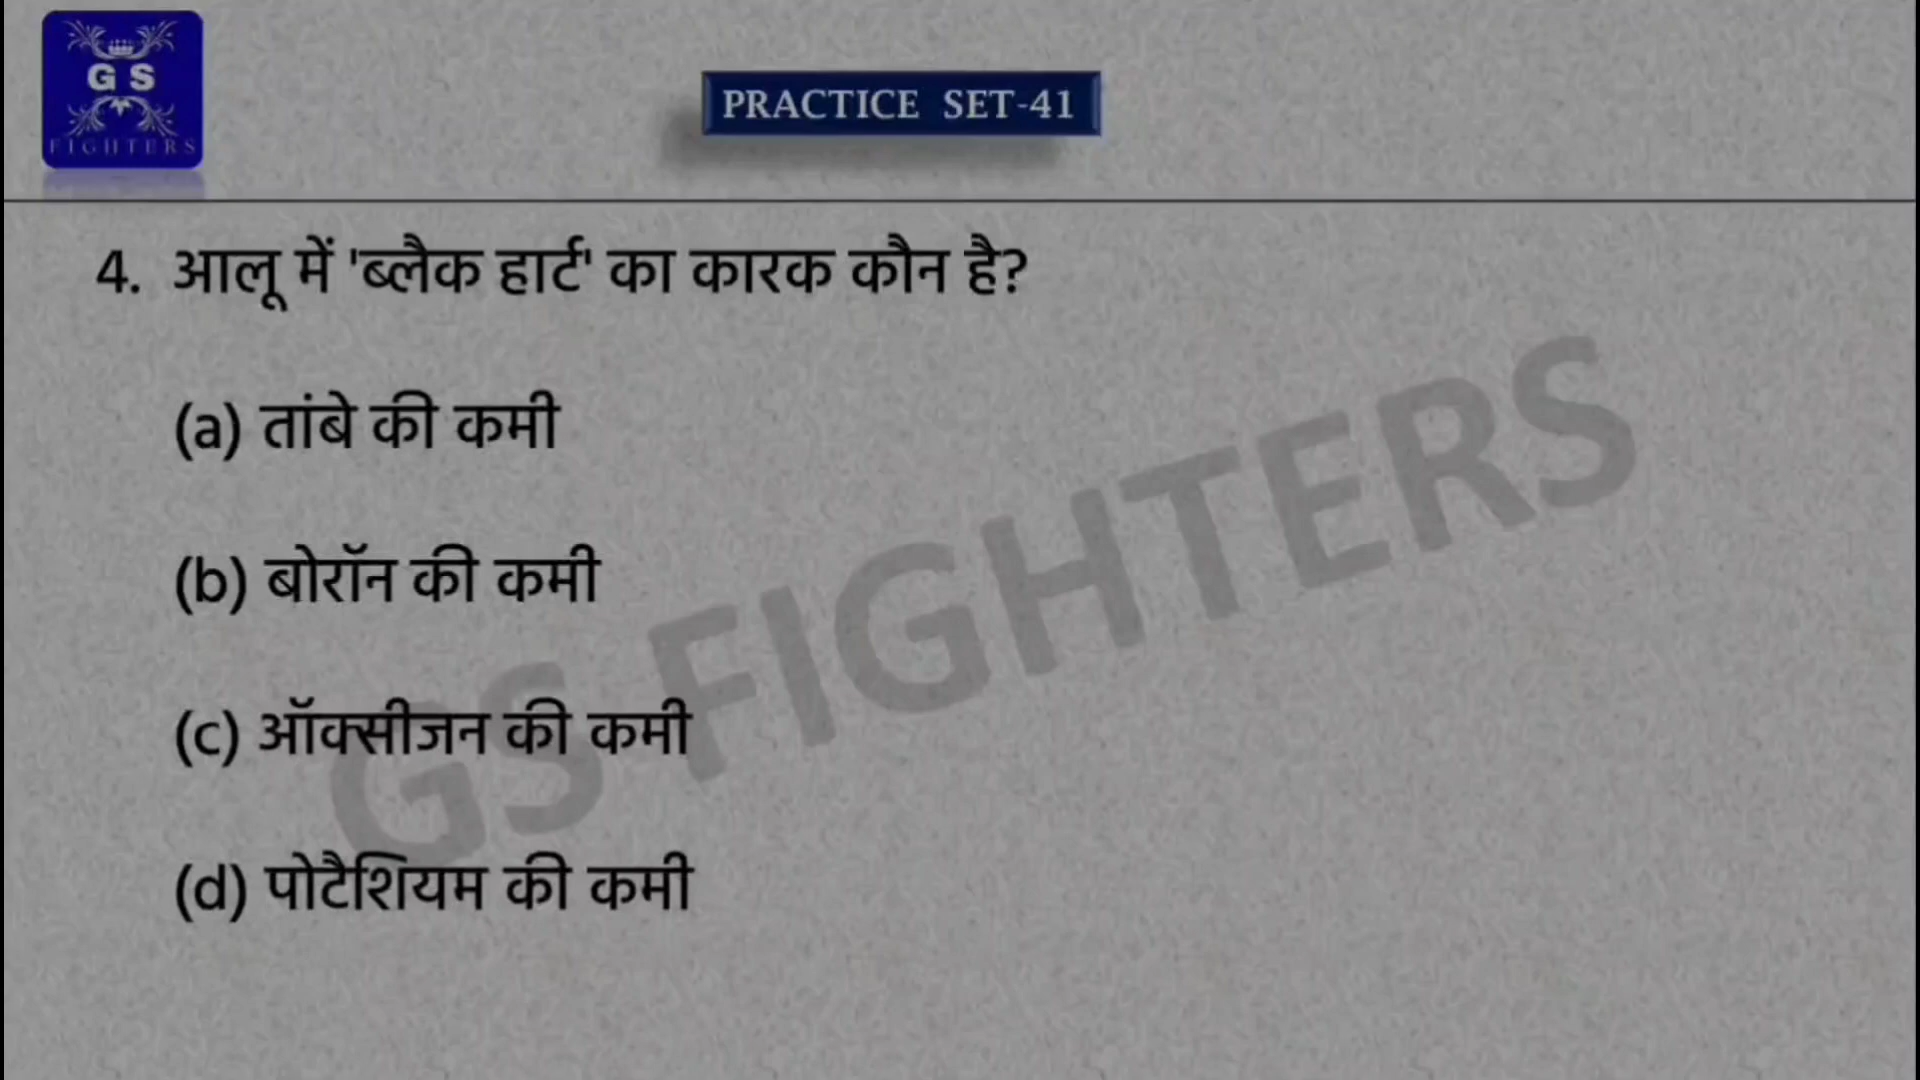 G S
FIGHTERS
PRACTICE SET-41
4. आलू में 'ब्लैक हार्ट' का कारक कौन है?
(a) तांबे की कमी
(b) बोरॉन की कमी
(c) ऑक्सीजन की कमी
(d) पोटैशियम की कमी
GS FIGHTERS